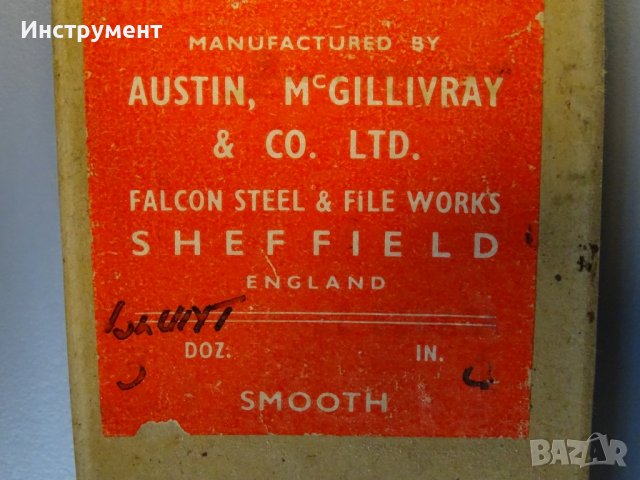 Инструмент
MANUFACTURED BY
AUSTIN, McGILLIVRAY
& CO. LTD.
FALCON STEEL & FiLE WORKS
SHEFFIELD
ENGLAND
DOZ. IN.
SMOOTH
BAZAR